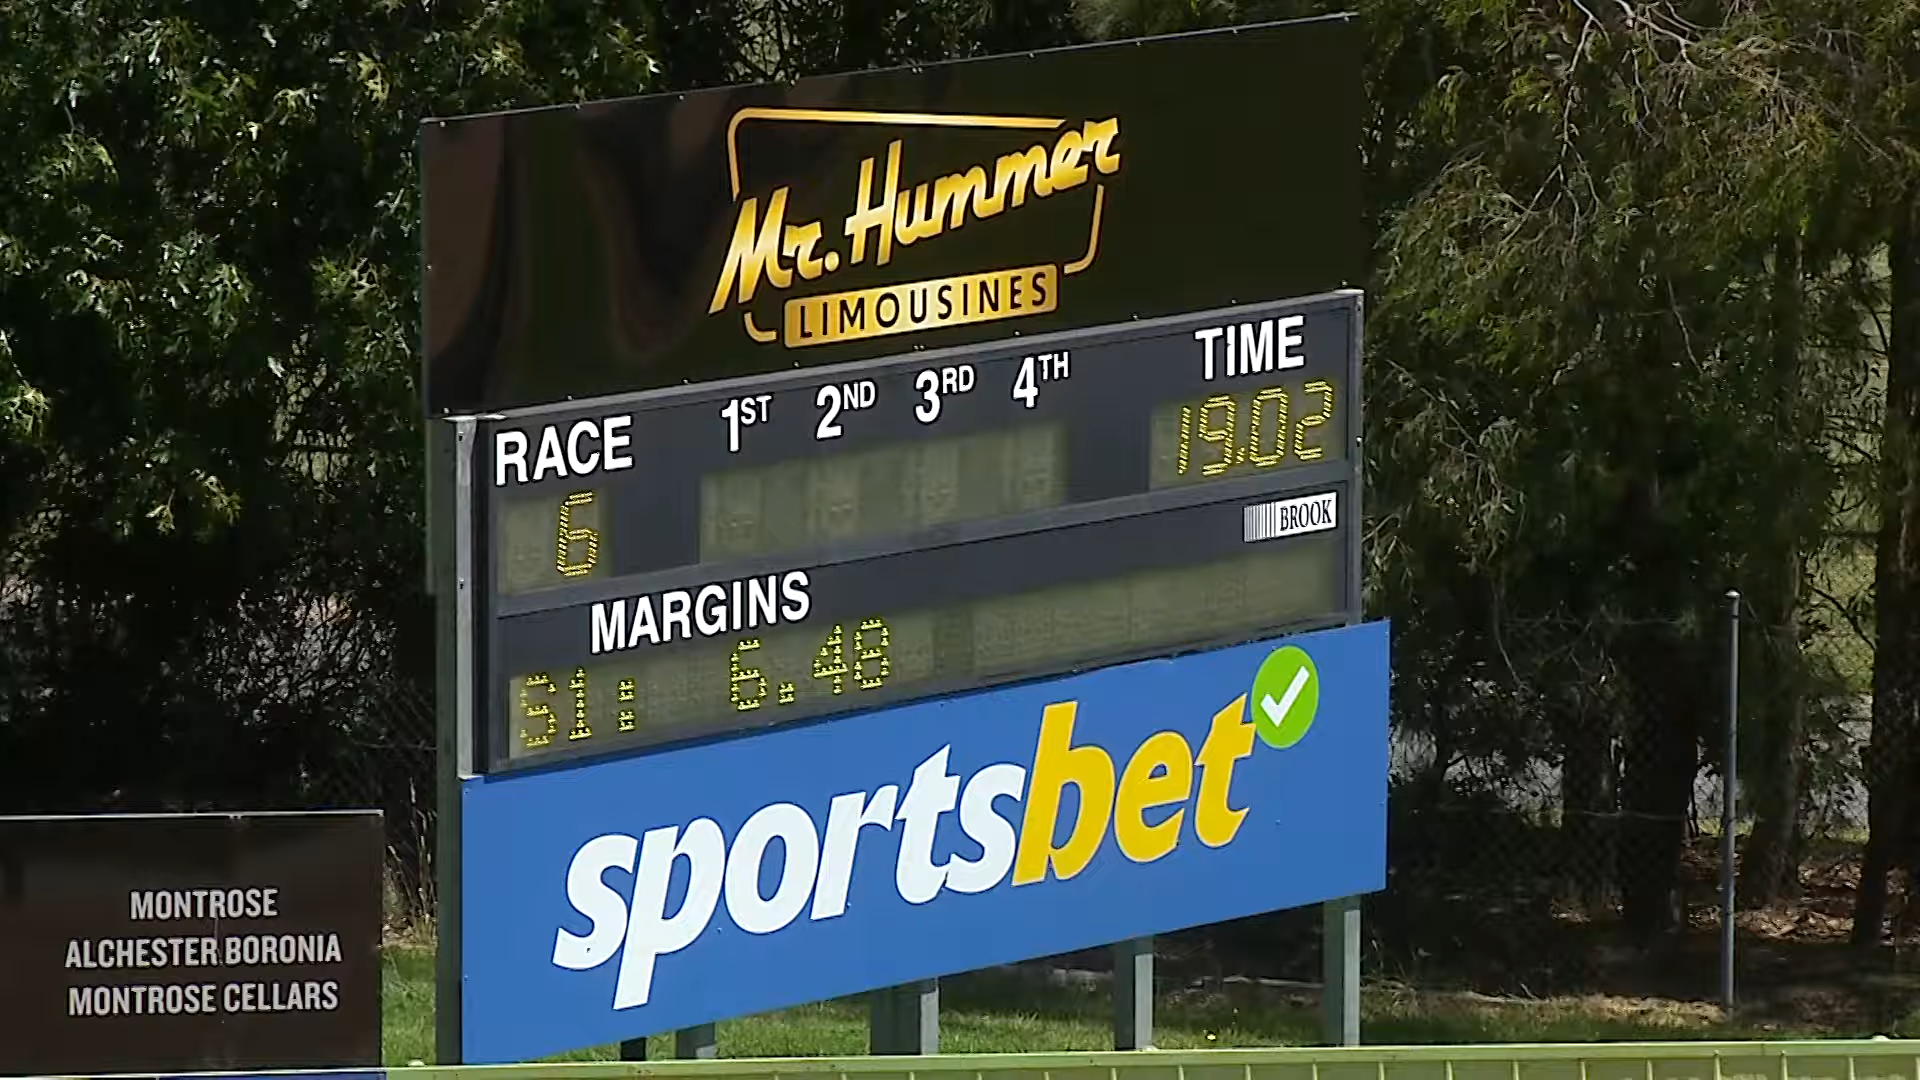 Mr. Hummer
LIMOUSINES
RACE 1ST 2ND 3RD 4TH TIME
6 19.02
BROOK
MARGINS
S1: 6.48
sportsbet
MONTROSE
ALCHESTER BORONIA
MONTROSE CELLARS